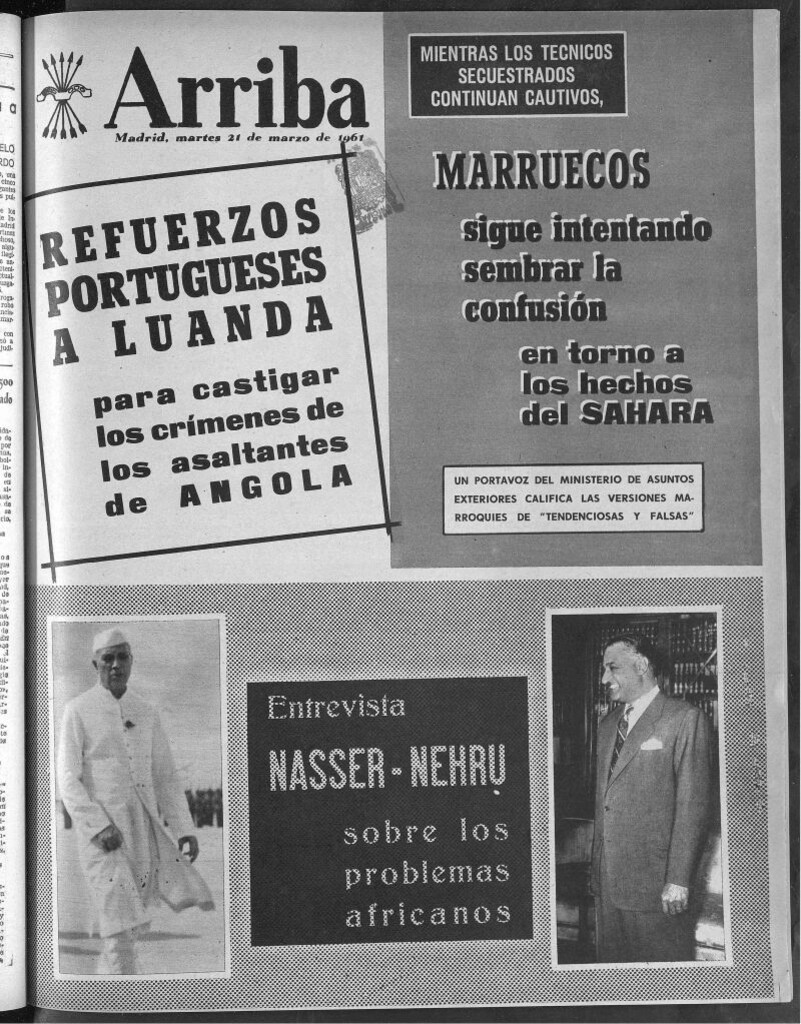 Arriba
Madrid, martes 21 de marzo de 1961
REFUERZOS
PORTUGUESES
A LUANDA
para castigar
los crímenes de
los asaltantes
de ANGOLA
MIENTRAS LOS TECNICOS
SECUESTRADOS
CONTINUAN CAUTIVOS,
MARRUECOS
sigue intentando
sembrar la
confusión
en torno a
los hechos
del SAHARA
UN PORTAVOZ DEL MINISTERIO DE ASUNTOS
EXTERIORES CALIFICA LAS VERSIONES MA-
RROQUIES DE "TENDENCIOSAS Y FALSAS"
Entrevista
NASSER - NEHRU
sobre los
problemas
africanos